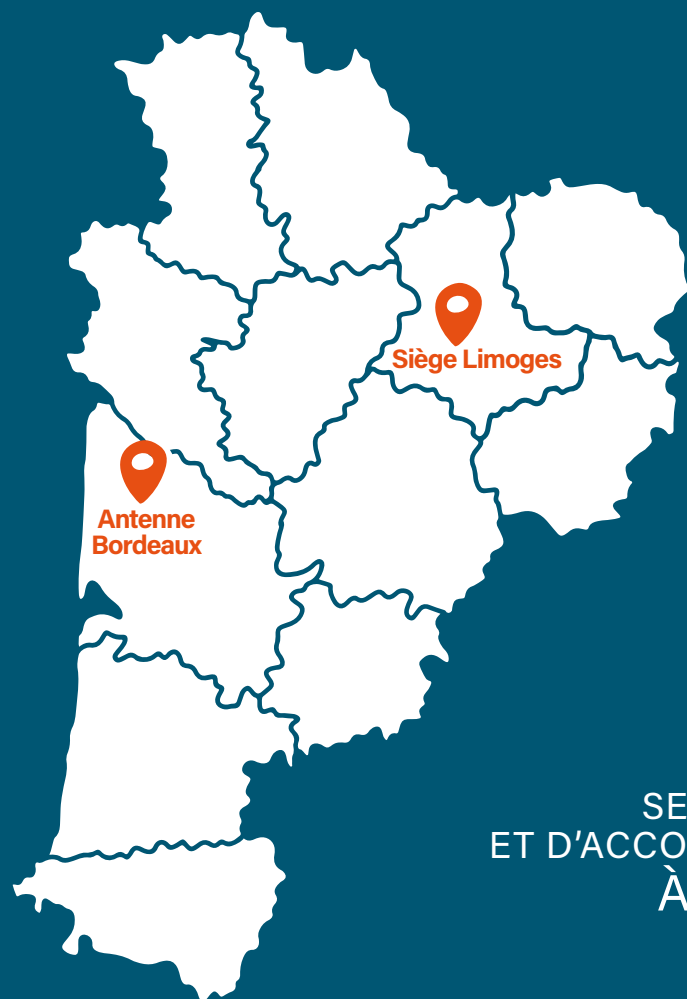 Siège Limoges
Antenne
Bordeaux
SE
ET D'ACCO
À